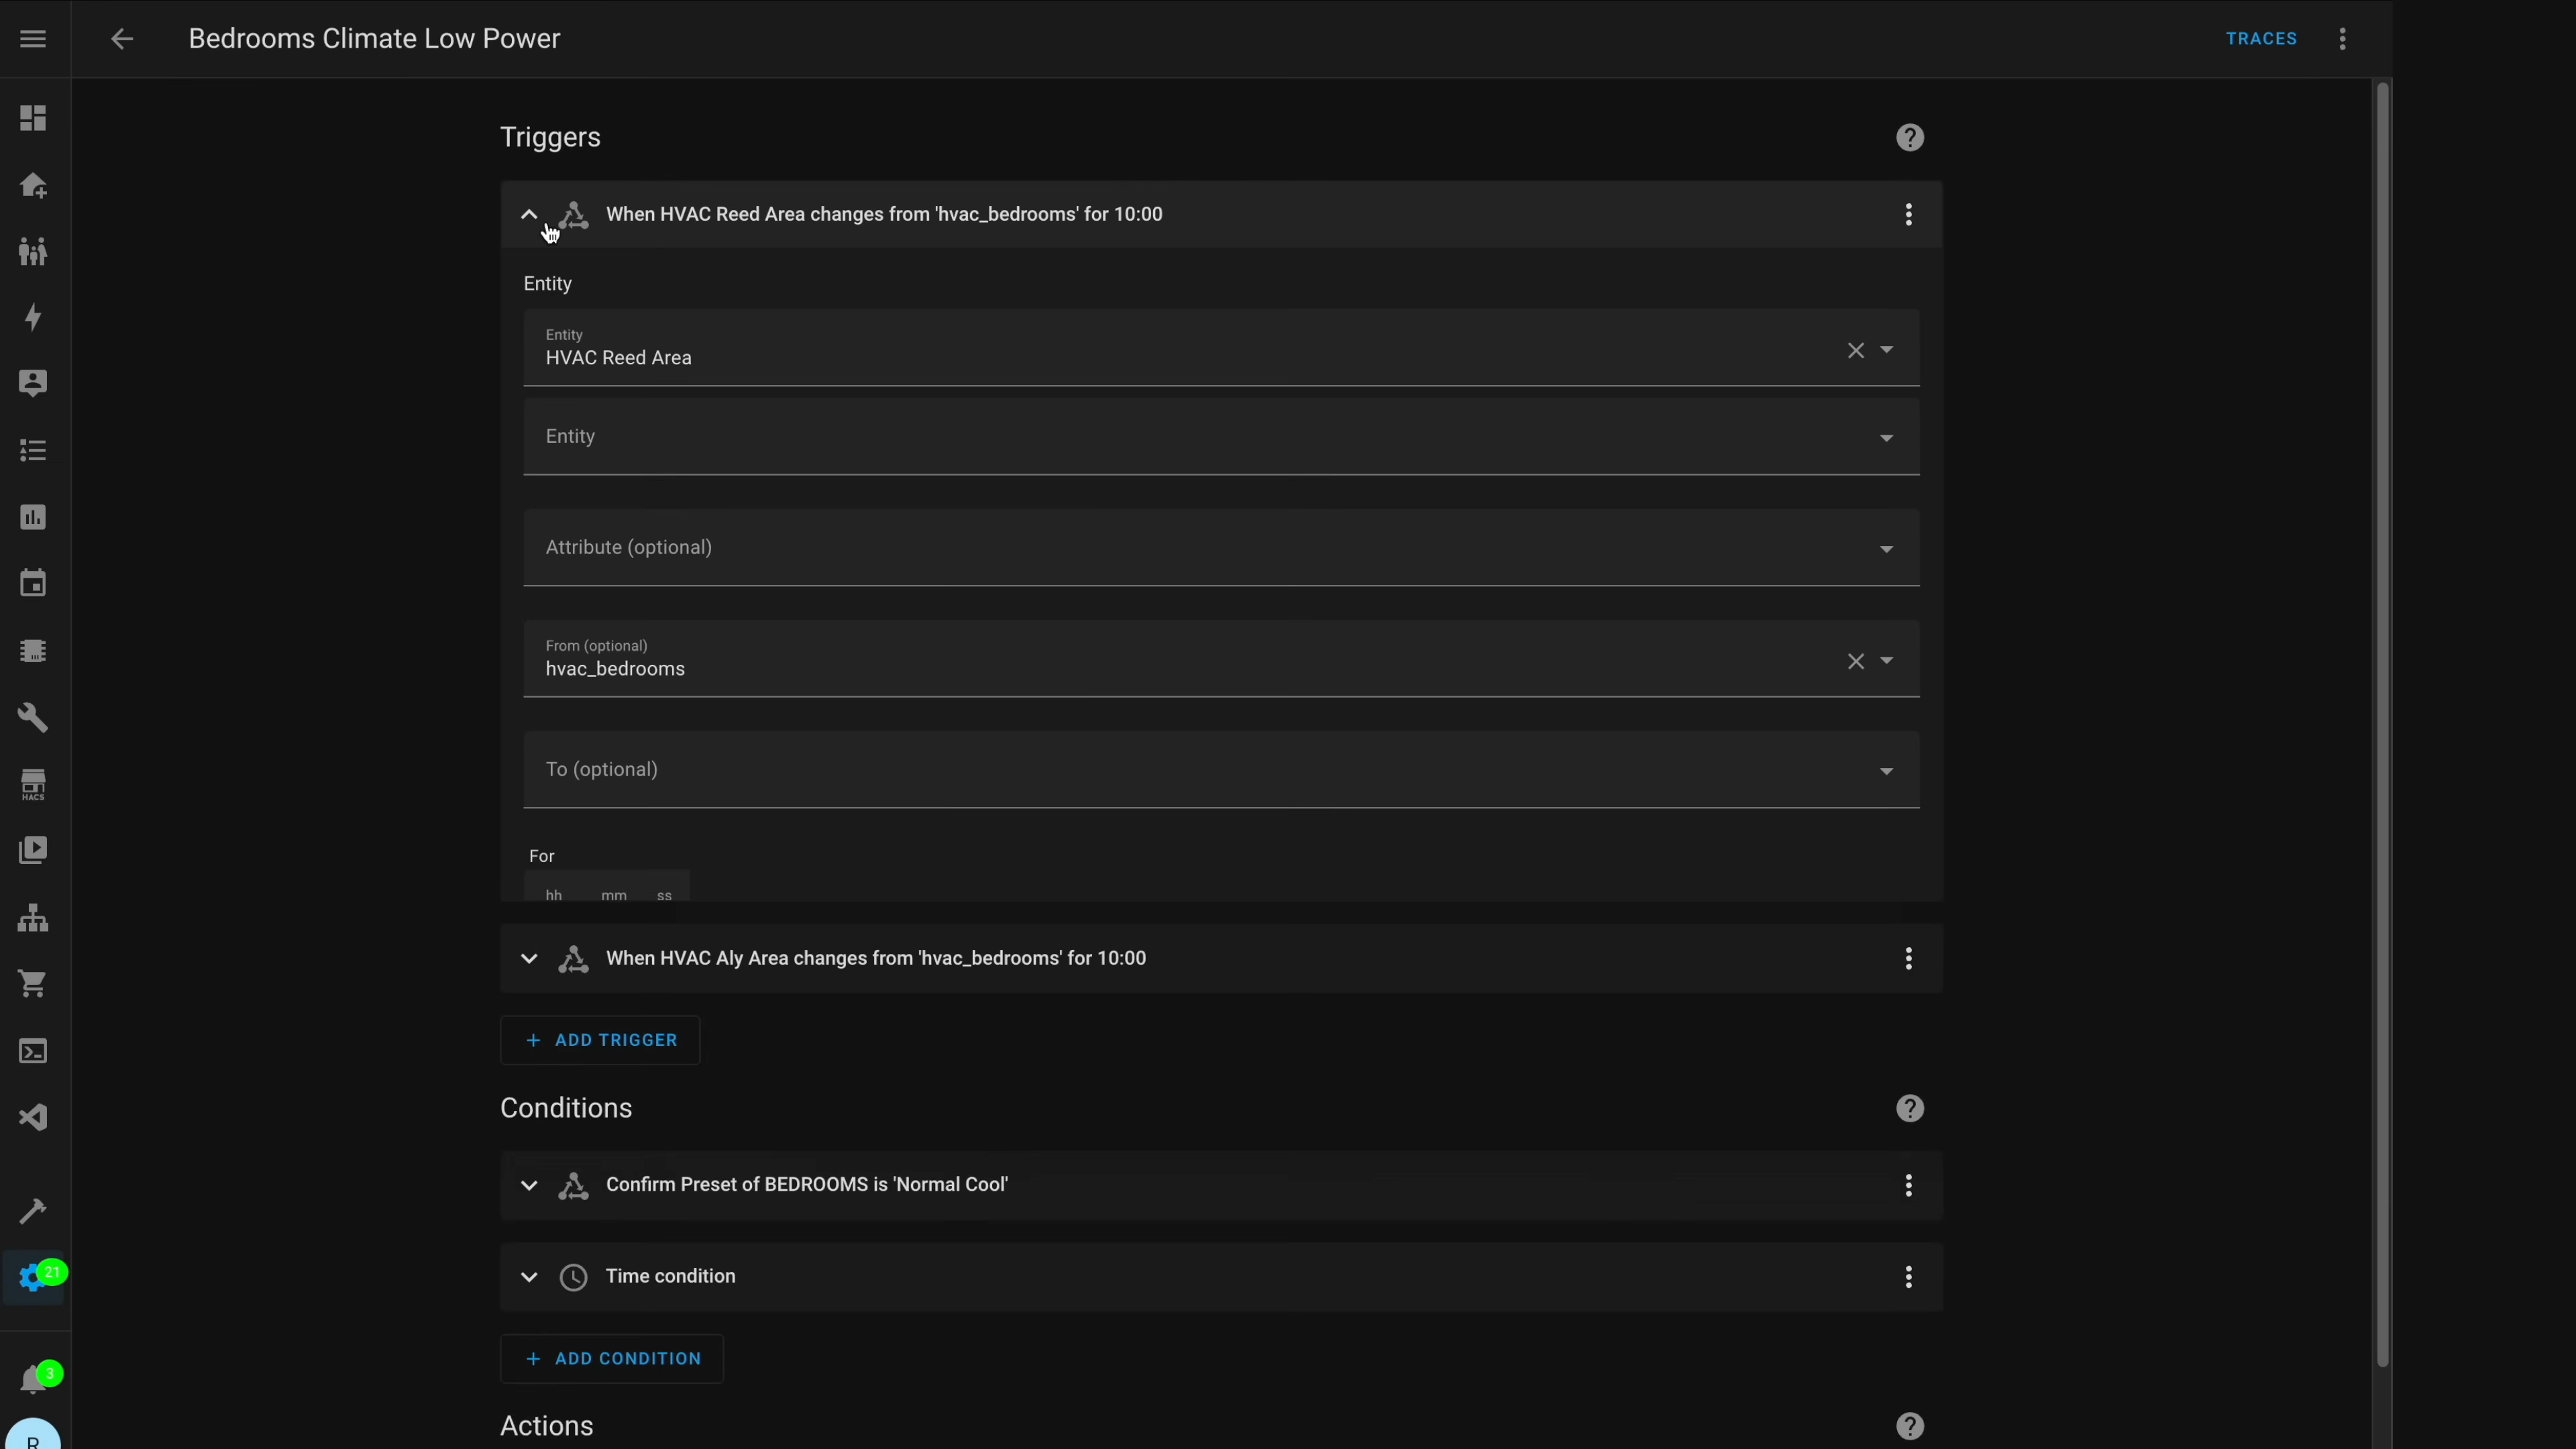 Bedrooms Climate Low Power
TRACES
Triggers
When HVAC Reed Area changes from 'hvac_bedrooms' for 10:00
Entity
Entity
HVAC Reed Area
Entity
Attribute (optional)
From (optional)
hvac_bedrooms
To (optional)
For
hh mm ss
When HVAC Aly Area changes from 'hvac_bedrooms' for 10:00
+ ADD TRIGGER
Conditions
Confirm Preset of BEDROOMS is 'Normal Cool'
Time condition
+ ADD CONDITION
Actions
HACS
21
3
R